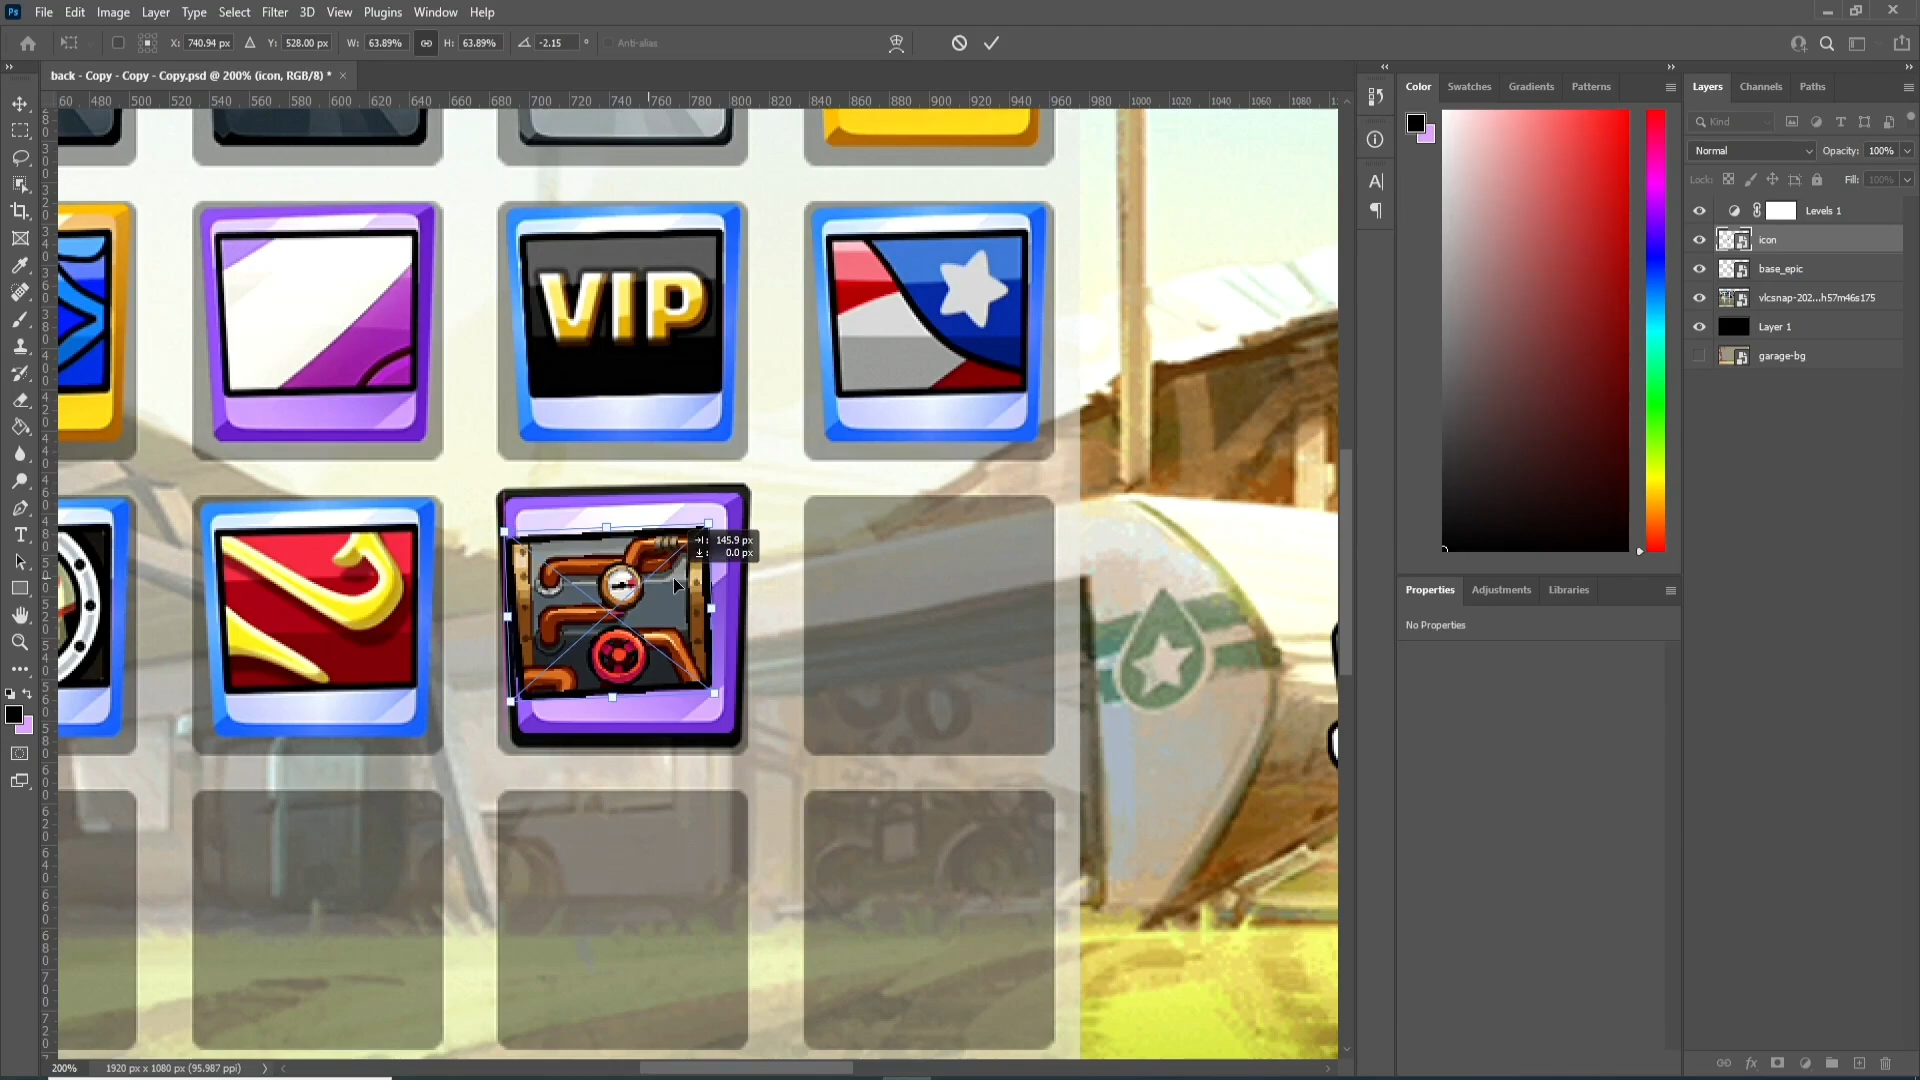 Ps File Edit Image Layer Type Select Filter 3D View Plugins Window Help
X: 740.94 px Y: 528.00 px W: 63.89% H: 63.89% -2.15 ° Anti-alias
back - Copy - Copy - Copy.psd @ 200% (icon, RGB/8) * ×
60 480 500 520 540 560 580 600 620 640 660 680 700 720 740 760 780 800 820 840 860 880 900 920 940 960 980 1000 1020 1040 1060 1080
Color Swatches Gradients Patterns
Layers Channels Paths
Kind
Normal Opacity: 100%
Lock: Fill: 100%
Levels 1
icon
base_epic
vlcsnap-202...h57m46s175
Layer 1
garage-bg
VIP
145.9 px
0.0 px
Properties Adjustments Libraries
No Properties
200% 1920 px x 1080 px (95.987 ppi)